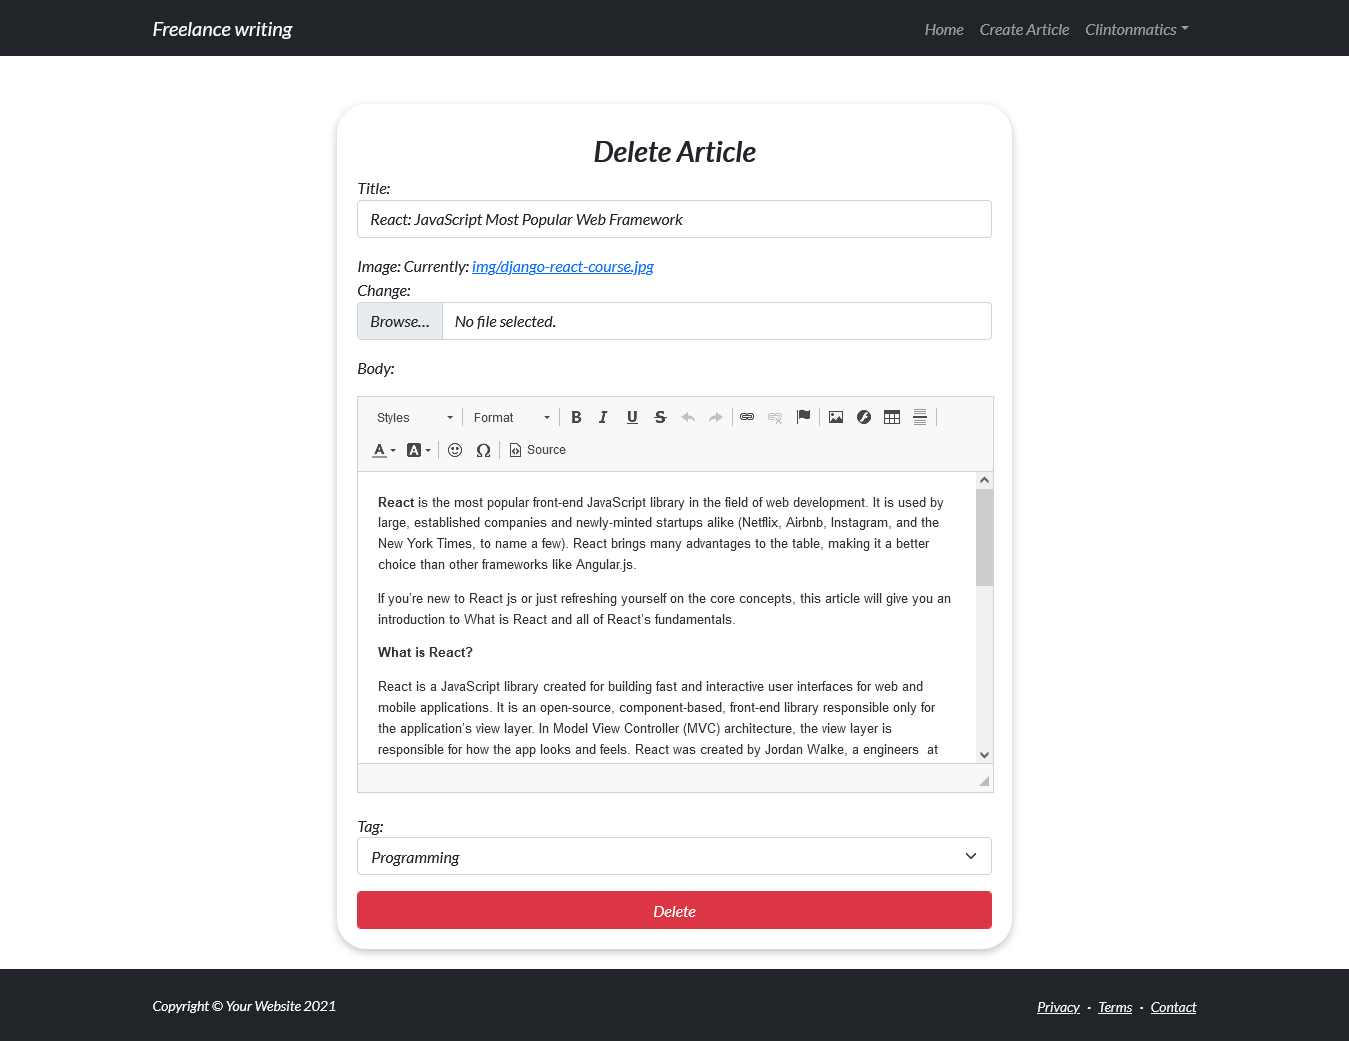 Freelance writing Home Create Article Clintonmatics
Delete Article
Title:
React: JavaScript Most Popular Web Framework
Image: Currently: img/django-react-course.jpg
Change:
Browse... No file selected.
Body:
Styles Format B I U S
A A Ω Source
React is the most popular front-end JavaScript library in the field of web development. It is used by
large, established companies and newly-minted startups alike (Netflix, Airbnb, Instagram, and the
New York Times, to name a few). React brings many advantages to the table, making it a better
choice than other frameworks like Angular.js.
If you’re new to React js or just refreshing yourself on the core concepts, this article will give you an
introduction to What is React and all of React’s fundamentals.
What is React?
React is a JavaScript library created for building fast and interactive user interfaces for web and
mobile applications. It is an open-source, component-based, front-end library responsible only for
the application’s view layer. In Model View Controller (MVC) architecture, the view layer is
responsible for how the app looks and feels. React was created by Jordan Walke, a engineers  at
Tag:
Programming
Delete
Copyright © Your Website 2021 Privacy · Terms · Contact